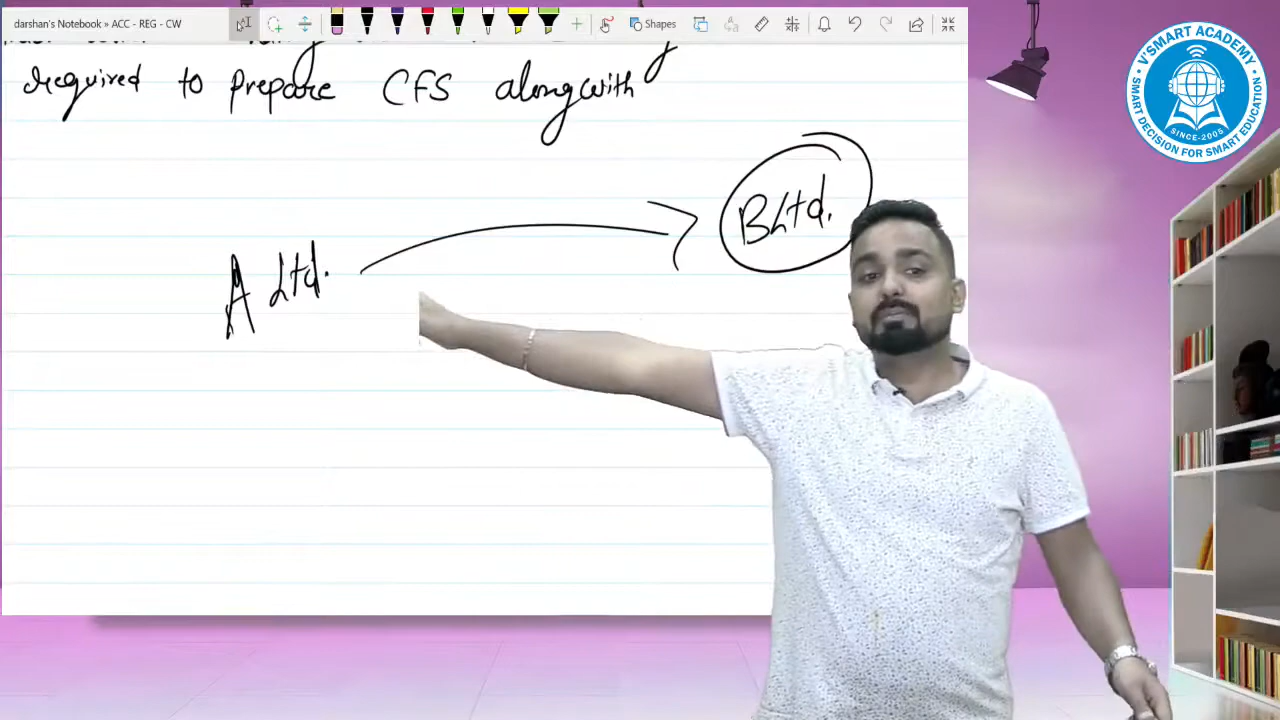 darshan's Notebook » ACC - REG - CW
Shapes
required to prepare CFS alongwith
A Ltd.
B Ltd.
V'SMART ACADEMY
SINCE-2005
SMART DECISION FOR SMART EDUCATION